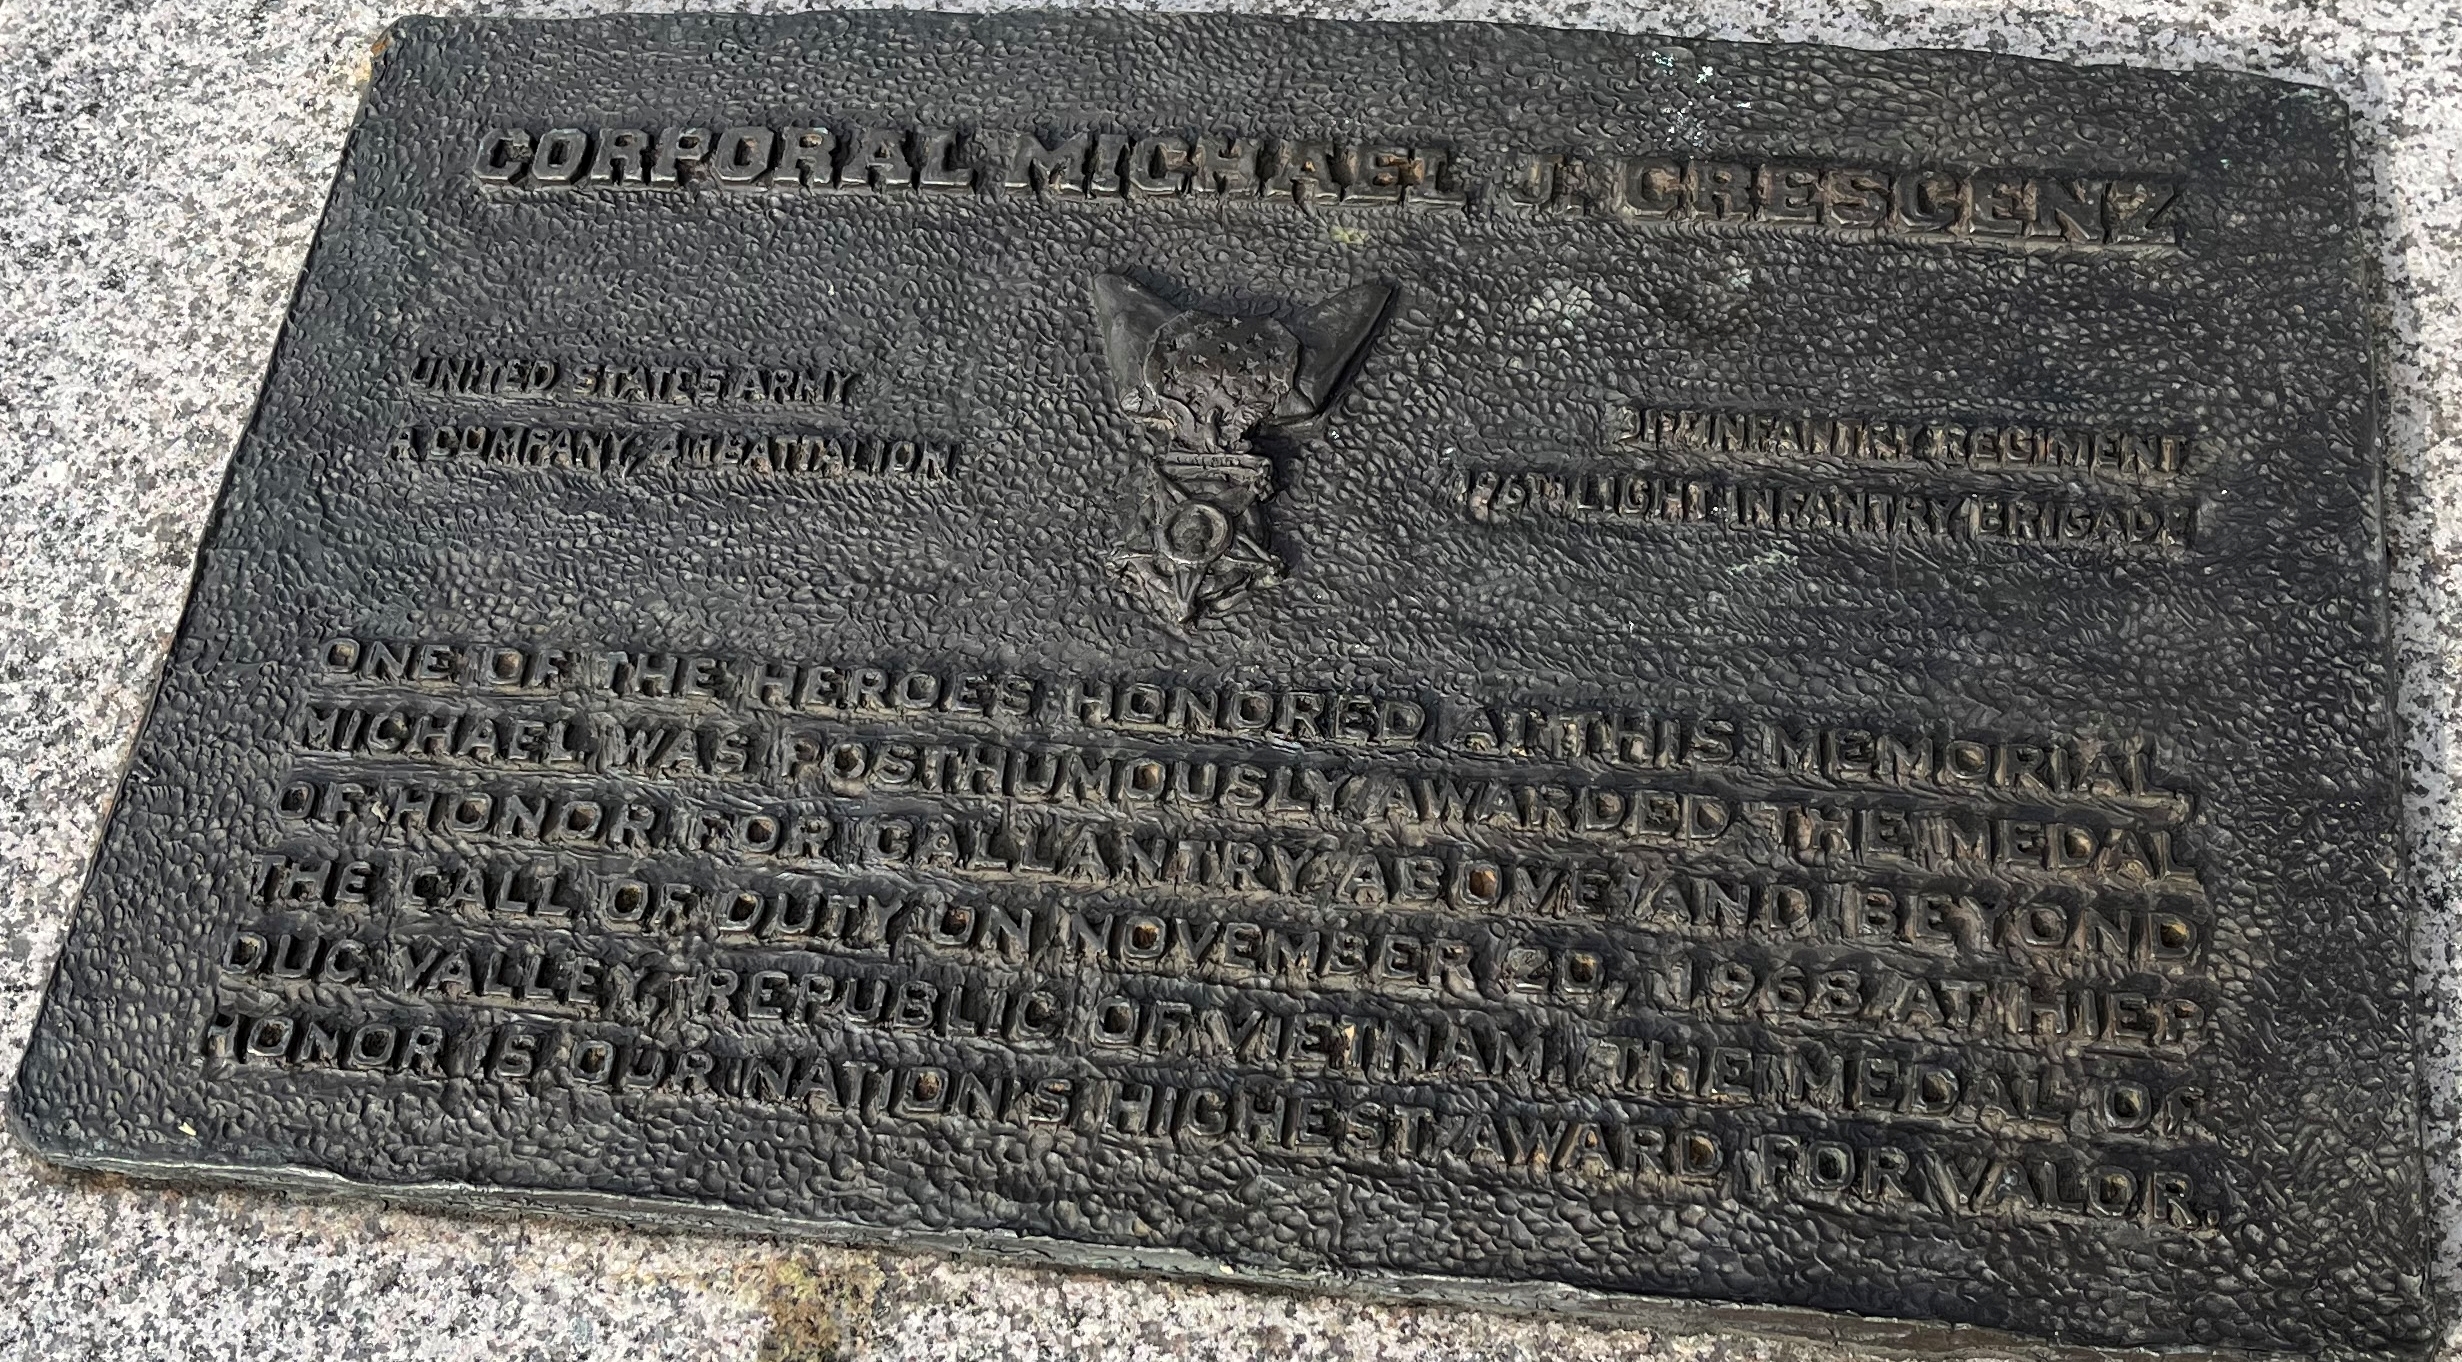 CORPORAL MICHAEL J. CRESCENZ
UNITED STATES ARMY
A COMPANY, 4TH BATTALION
31ST INFANTRY REGIMENT
196TH LIGHT INFANTRY BRIGADE
ONE OF THE HEROES HONORED AT THIS MEMORIAL,
MICHAEL WAS POSTHUMOUSLY AWARDED THE MEDAL
OF HONOR FOR GALLANTRY ABOVE AND BEYOND
THE CALL OF DUTY ON NOVEMBER 20, 1968 AT HIEP
DUC VALLEY, REPUBLIC OF VIETNAM. THE MEDAL OF
HONOR IS OUR NATION'S HIGHEST AWARD FOR VALOR.